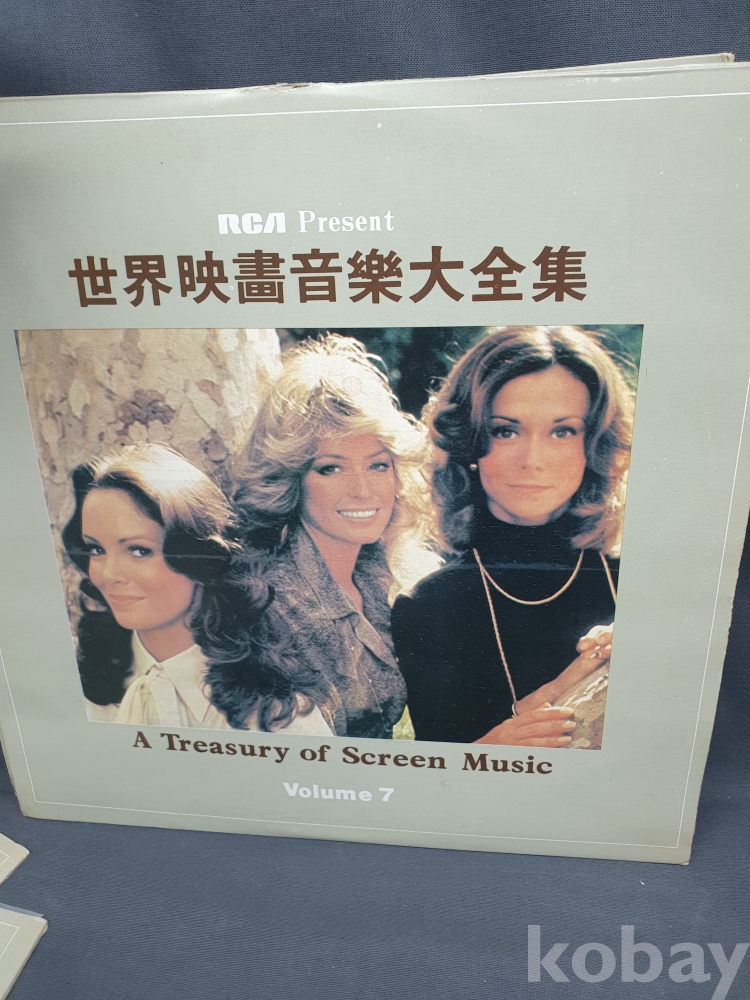 RCA Present
世界映畫音樂大全集
A Treasury of Screen Music
Volume 7
kobay